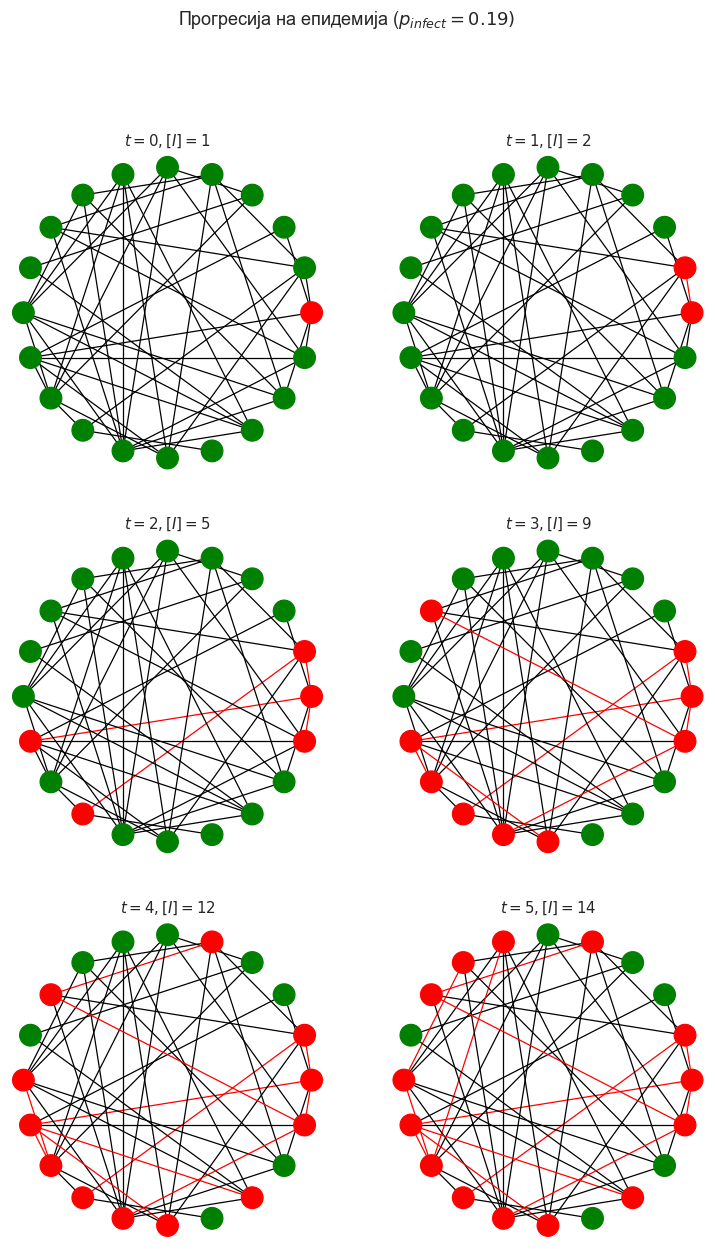 Прогресија на епидемија ($p_{infect} = 0.19$)
$t = 0, [I] = 1$
$t = 1, [I] = 2$
$t = 2, [I] = 5$
$t = 3, [I] = 9$
$t = 4, [I] = 12$
$t = 5, [I] = 14$